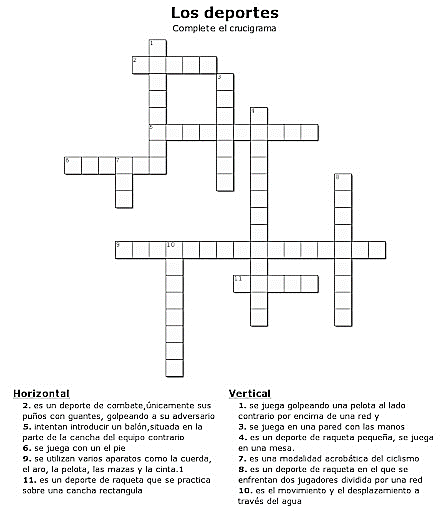 Los deportes
Complete el crucigrama
1
2
3
4
5
6
7
8
9
10
11
Horizontal
2. es un deporte de combate,únicamente sus
puños con guantes, golpeando a su adversario
5. intentan introducir un balón,situada en la
parte de la cancha del equipo contrario
6. se juega con un el pie
9. se utilizan varios aparatos como la cuerda,
el aro, la pelota, las mazas y la cinta.1
11. es un deporte de raqueta que se practica
sobre una cancha rectangula
Vertical
1. se juega golpeando una pelota al lado
contrario por encima de una red y
3. se juega en una pared con las manos
4. es un deporte de raqueta pequeña, se juega
en una mesa.
7. es una modalidad acrobática del ciclismo
8. es un deporte de raqueta en el que se
enfrentan dos jugadores dividida por una red
10. es el movimiento y el desplazamiento a
través del agua